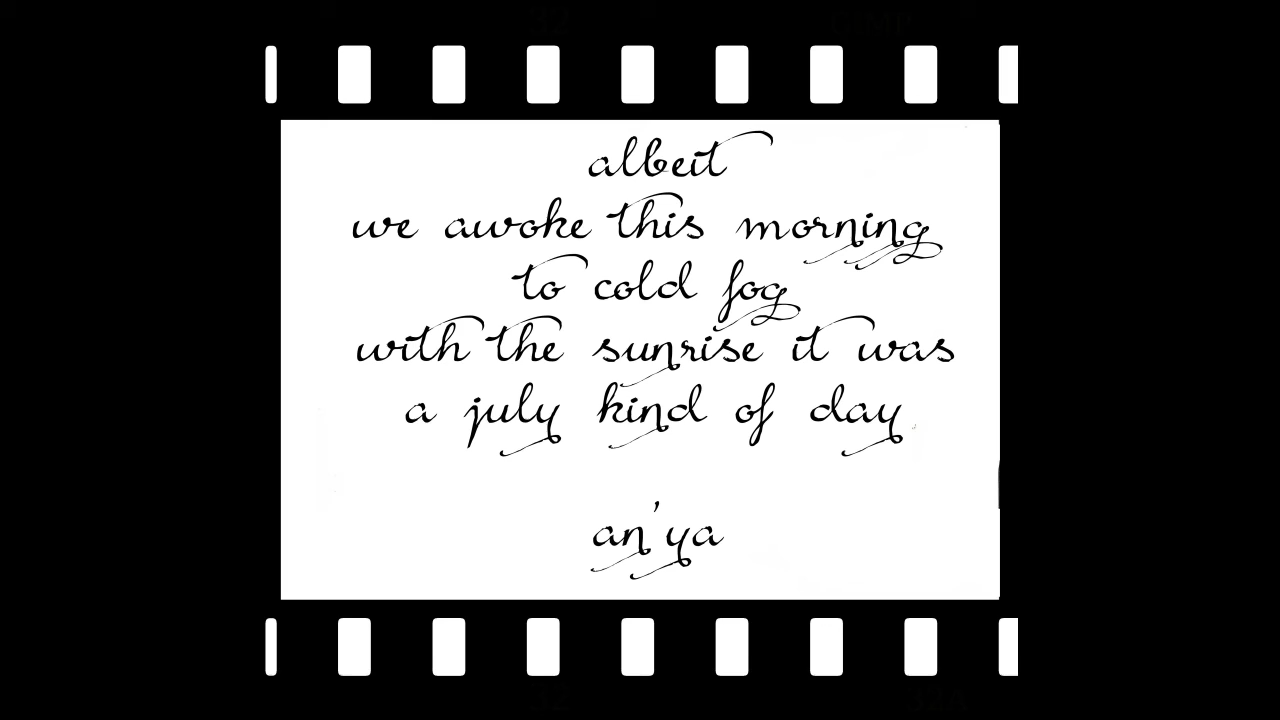 albeit
we awoke this morning
to cold fog
with the sunrise it was
a july kind of day
an'ya